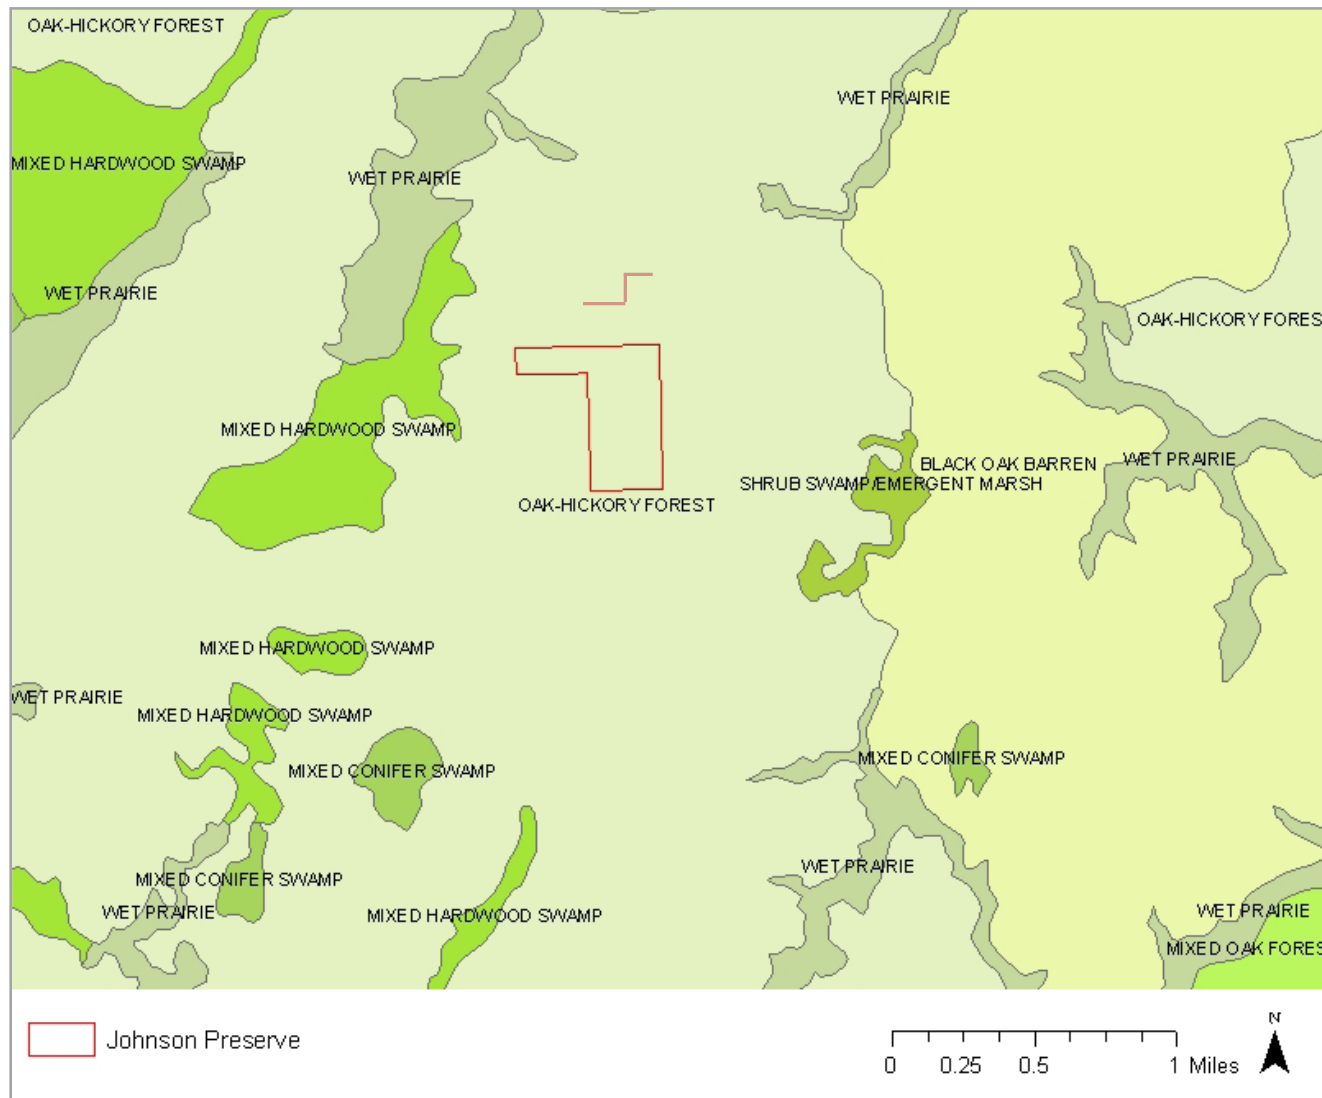 OAK-HICKORY FOREST
WET PRAIRIE
MIXED HARDWOOD SWAMP
WET PRAIRIE
WET PRAIRIE
OAK-HICKORY FORES
MIXED HARDWOOD SWAMP
BLACK OAK BARREN
WET PRAIRIE
SHRUB SWAMP/EMERGENT MARSH
OAK-HICKORY FOREST
MIXED HARDWOOD SWAMP
WET PRAIRIE
MIXED HARDWOOD SWAMP
MIXED CONIFER SWAMP
MIXED CONIFER SWAMP
WET PRAIRIE
MIXED CONIFER SWAMP
WET PRAIRIE
MIXED HARDWOOD SWAMP
WET PRAIRIE
MIXED OAK FORES
Johnson Preserve
N
0 0.25 0.5 1 Miles